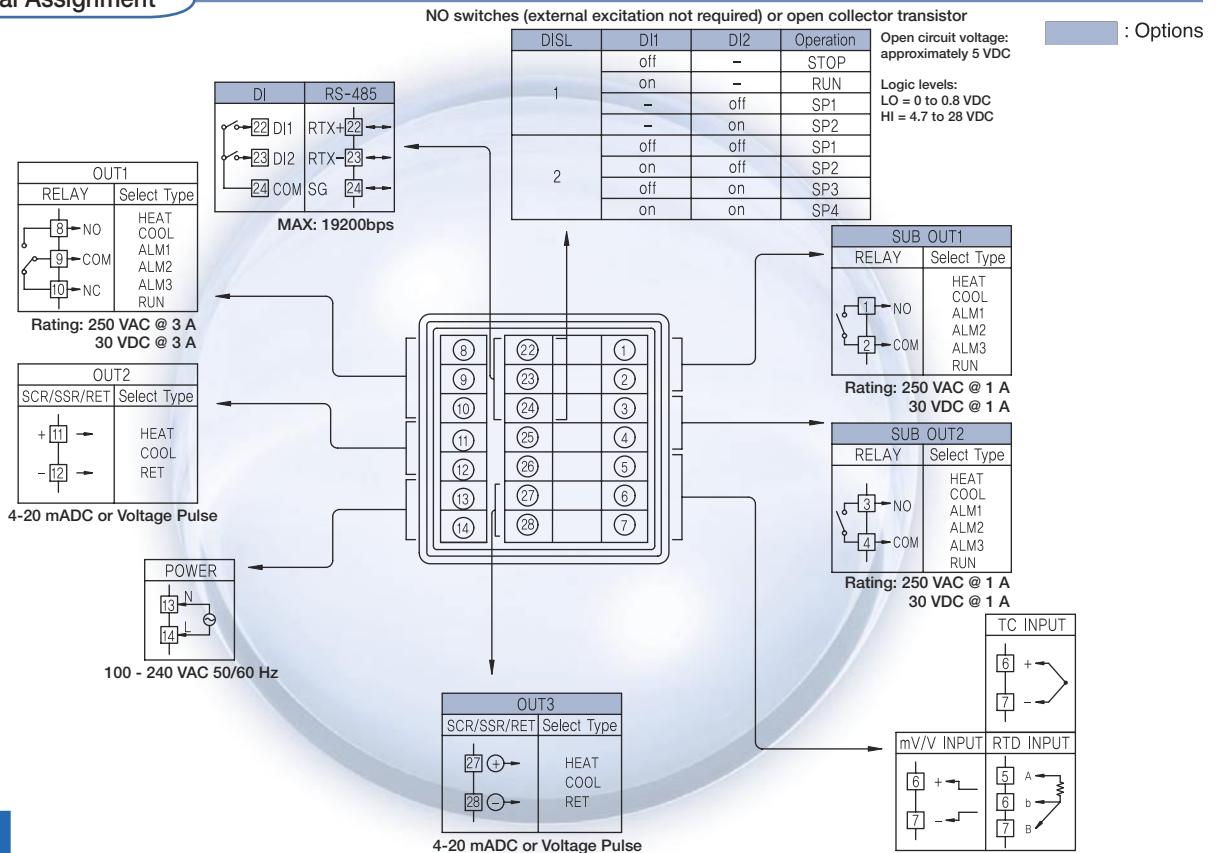 al Assignment
NO switches (external excitation not required) or open collector transistor
: Options
DISL DI1 DI2 Operation
1
off – STOP
on – RUN
– off SP1
– on SP2
2
off off SP1
on off SP2
off on SP3
on on SP4
Open circuit voltage:
approximately 5 VDC
Logic levels:
LO = 0 to 0.8 VDC
HI = 4.7 to 28 VDC
DI RS-485
22 DI1 RTX+ 22
23 DI2 RTX- 23
24 COM SG 24
MAX: 19200bps
OUT1
RELAY Select Type
8 NO
9 COM
10 NC
HEAT
COOL
ALM1
ALM2
ALM3
RUN
Rating: 250 VAC @ 3 A
30 VDC @ 3 A
OUT2
SCR/SSR/RET Select Type
+ 11
- 12
HEAT
COOL
RET
4-20 mADC or Voltage Pulse
POWER
13 N
14 L
100 - 240 VAC 50/60 Hz
8 22 1
9 23 2
10 24 3
11 25 4
12 26 5
13 27 6
14 28 7
SUB OUT1
RELAY Select Type
1 NO
2 COM
HEAT
COOL
ALM1
ALM2
ALM3
RUN
Rating: 250 VAC @ 1 A
30 VDC @ 1 A
SUB OUT2
RELAY Select Type
3 NO
4 COM
HEAT
COOL
ALM1
ALM2
ALM3
RUN
Rating: 250 VAC @ 1 A
30 VDC @ 1 A
OUT3
SCR/SSR/RET Select Type
27 +
28 -
HEAT
COOL
RET
4-20 mADC or Voltage Pulse
TC INPUT
6 +
7 -
mV/V INPUT
6 +
7 -
RTD INPUT
5 A
6 b
7 B